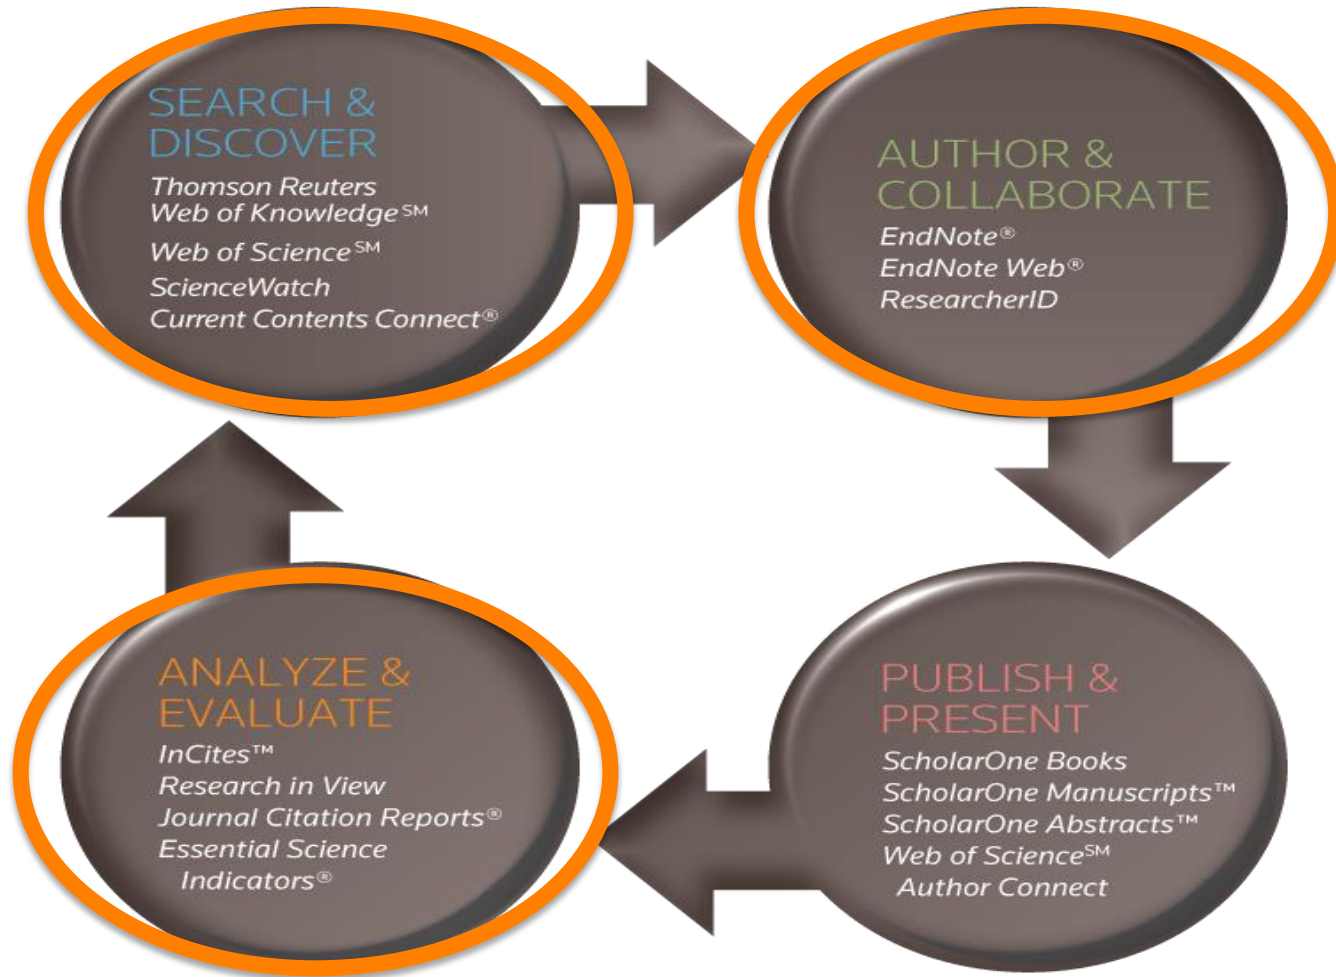 SEARCH &
DISCOVER
Thomson Reuters
Web of Knowledge℠
Web of Science℠
ScienceWatch
Current Contents Connect®
AUTHOR &
COLLABORATE
EndNote®
EndNote Web®
ResearcherID
PUBLISH &
PRESENT
ScholarOne Books
ScholarOne Manuscripts™
ScholarOne Abstracts™
Web of Science℠
Author Connect
ANALYZE &
EVALUATE
InCites™
Research in View
Journal Citation Reports®
Essential Science
Indicators®